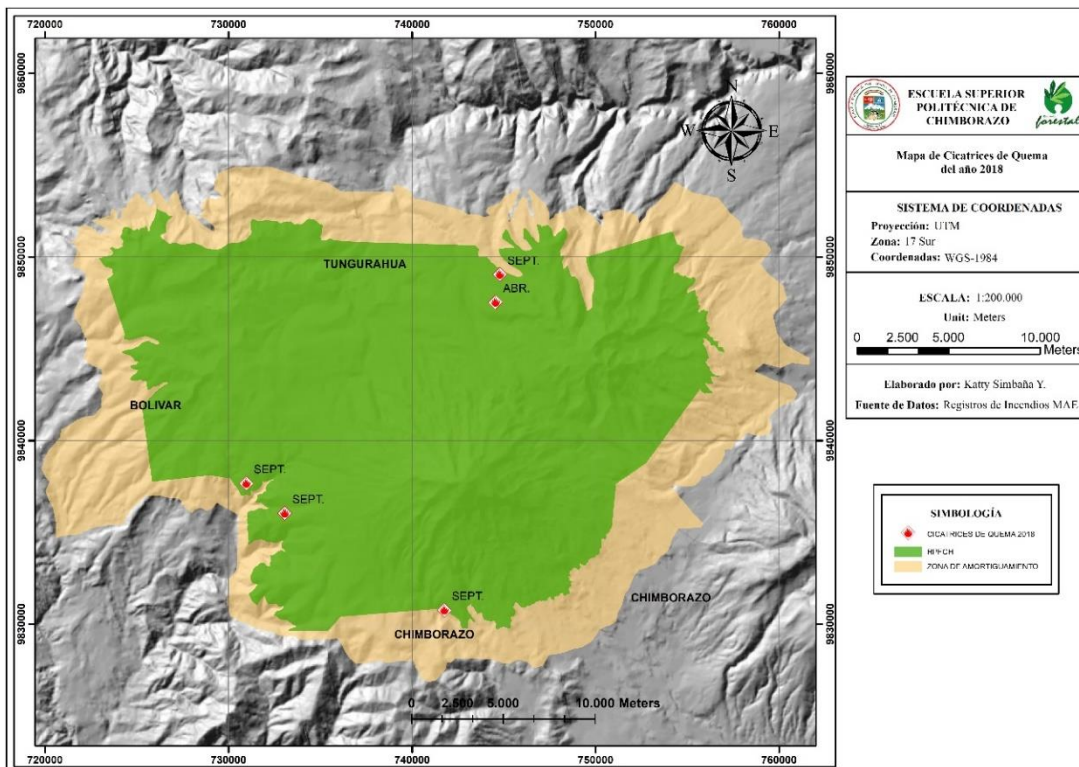 720000 730000 740000 750000 760000
9860000 9860000
N
W E
S
9850000 9850000
TUNGURAHUA
SEPT.
ABR.
BOLIVAR
9840000 9840000
SEPT.
SEPT.
SEPT.
CHIMBORAZO
CHIMBORAZO
9830000 9830000
0 2.500 5.000 10.000 Meters
720000 730000 740000 750000 760000
ESCUELA SUPERIOR
POLITÉCNICA DE
CHIMBORAZO
forestal
Mapa de Cicatrices de Quema
del año 2018
SISTEMA DE COORDENADAS
Proyección: UTM
Zona: 17 Sur
Coordenadas: WGS-1984
ESCALA: 1:200.000
Unit: Meters
0 2.500 5.000 10.000
Meters
Elaborado por: Katty Simbaña Y.
Fuente de Datos: Registros de Incendios MAE
SIMBOLOGÍA
CICATRICES DE QUEMA 2018
RPFCH
ZONA DE AMORTIGUAMIENTO